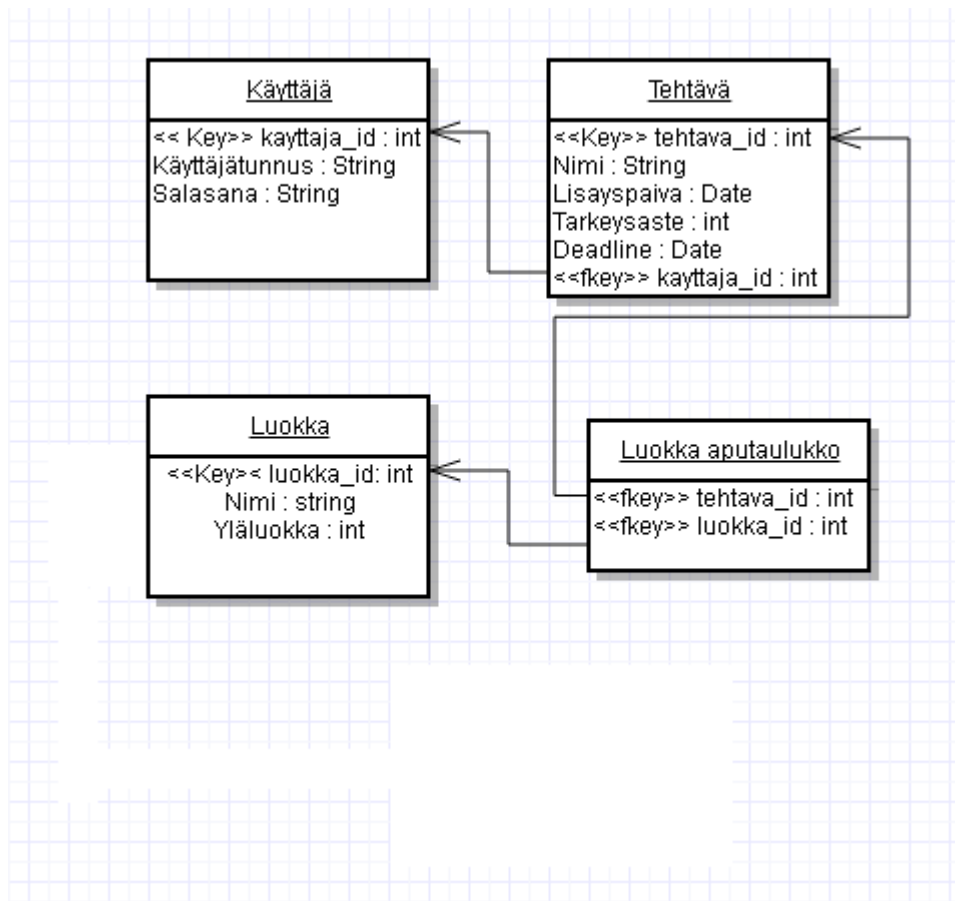 Käyttäjä
<< Key>> kayttaja_id : int
Käyttäjätunnus : String
Salasana : String
Tehtävä
<<Key>> tehtava_id : int
Nimi : String
Lisayspaiva : Date
Tarkeysaste : int
Deadline : Date
<<fkey>> kayttaja_id : int
Luokka
<<Key>< luokka_id: int
Nimi : string
Yläluokka : int
Luokka aputaulukko
<<fkey>> tehtava_id : int
<<fkey>> luokka_id : int